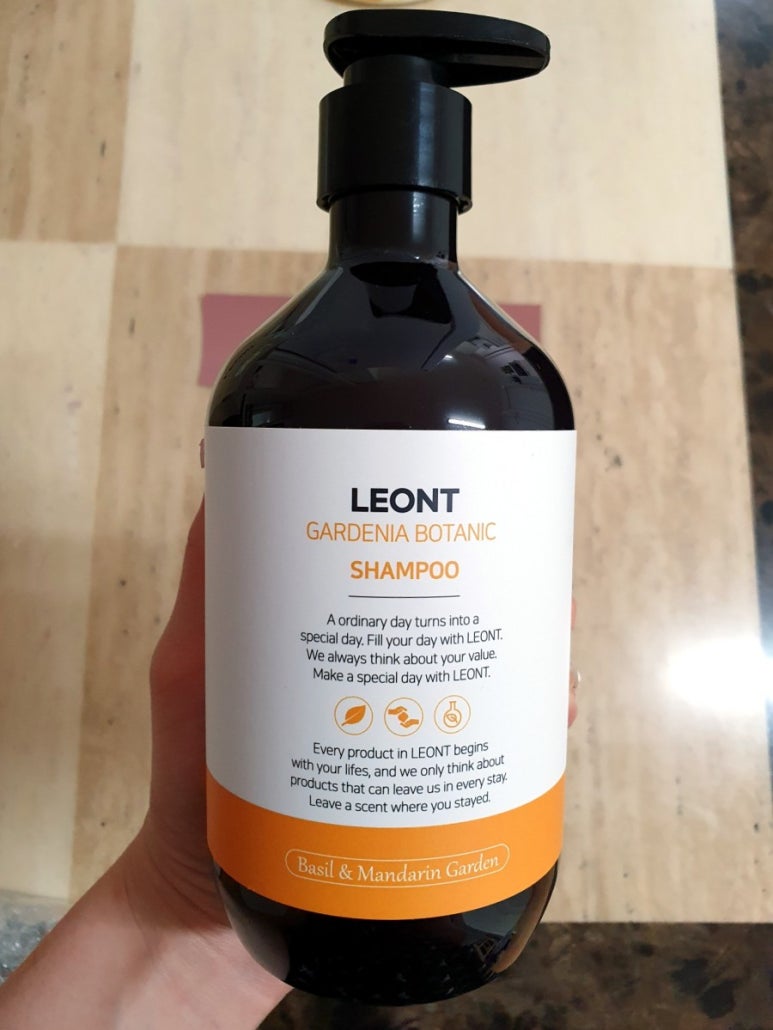 LEONT
GARDENIA BOTANIC
SHAMPOO
A ordinary day turns into a
special day. Fill your day with LEONT.
We always think about your value.
Make a special day with LEONT.
Every product in LEONT begins
with your lifes, and we only think about
products that can leave us in every stay.
Leave a scent where you stayed.
Basil & Mandarin Garden